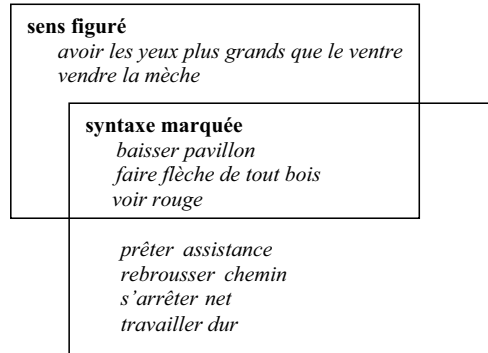 sens figuré
avoir les yeux plus grands que le ventre
vendre la mèche
syntaxe marquée
baisser pavillon
faire flèche de tout bois
voir rouge
prêter assistance
rebrousser chemin
s'arrêter net
travailler dur